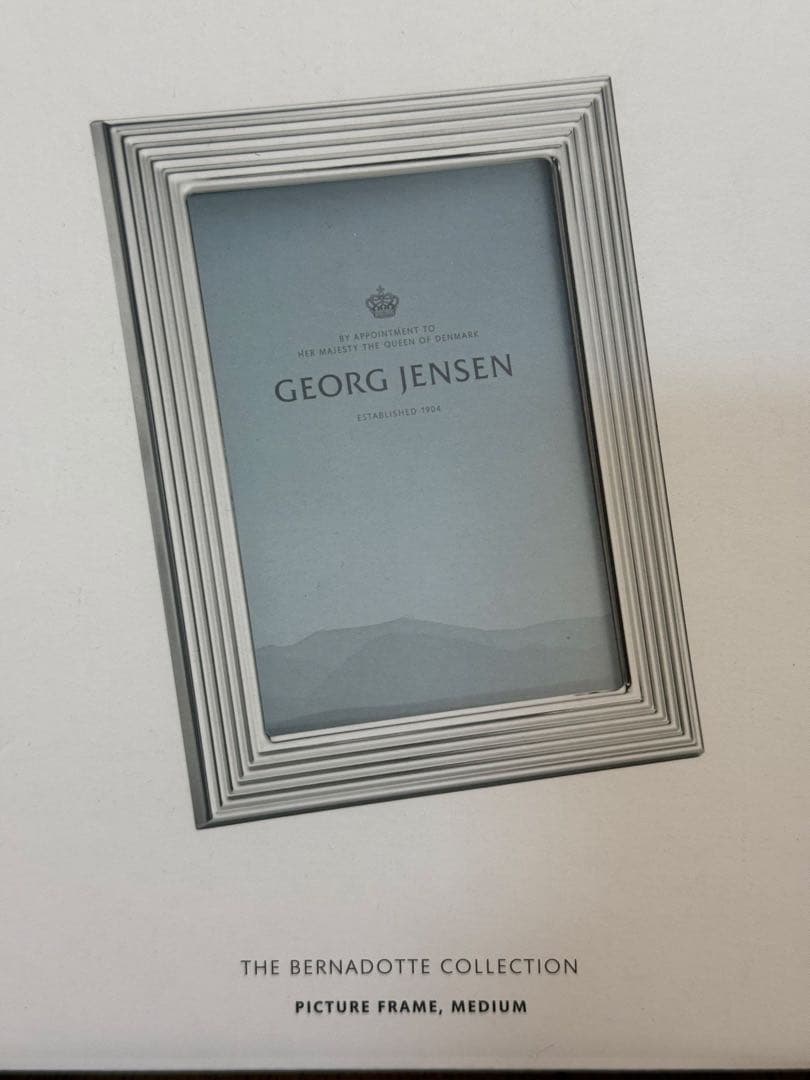 BY APPOINTMENT TO
HER MAJESTY THE QUEEN OF DENMARK
GEORG JENSEN
ESTABLISHED 1904
THE BERNADOTTE COLLECTION
PICTURE FRAME, MEDIUM